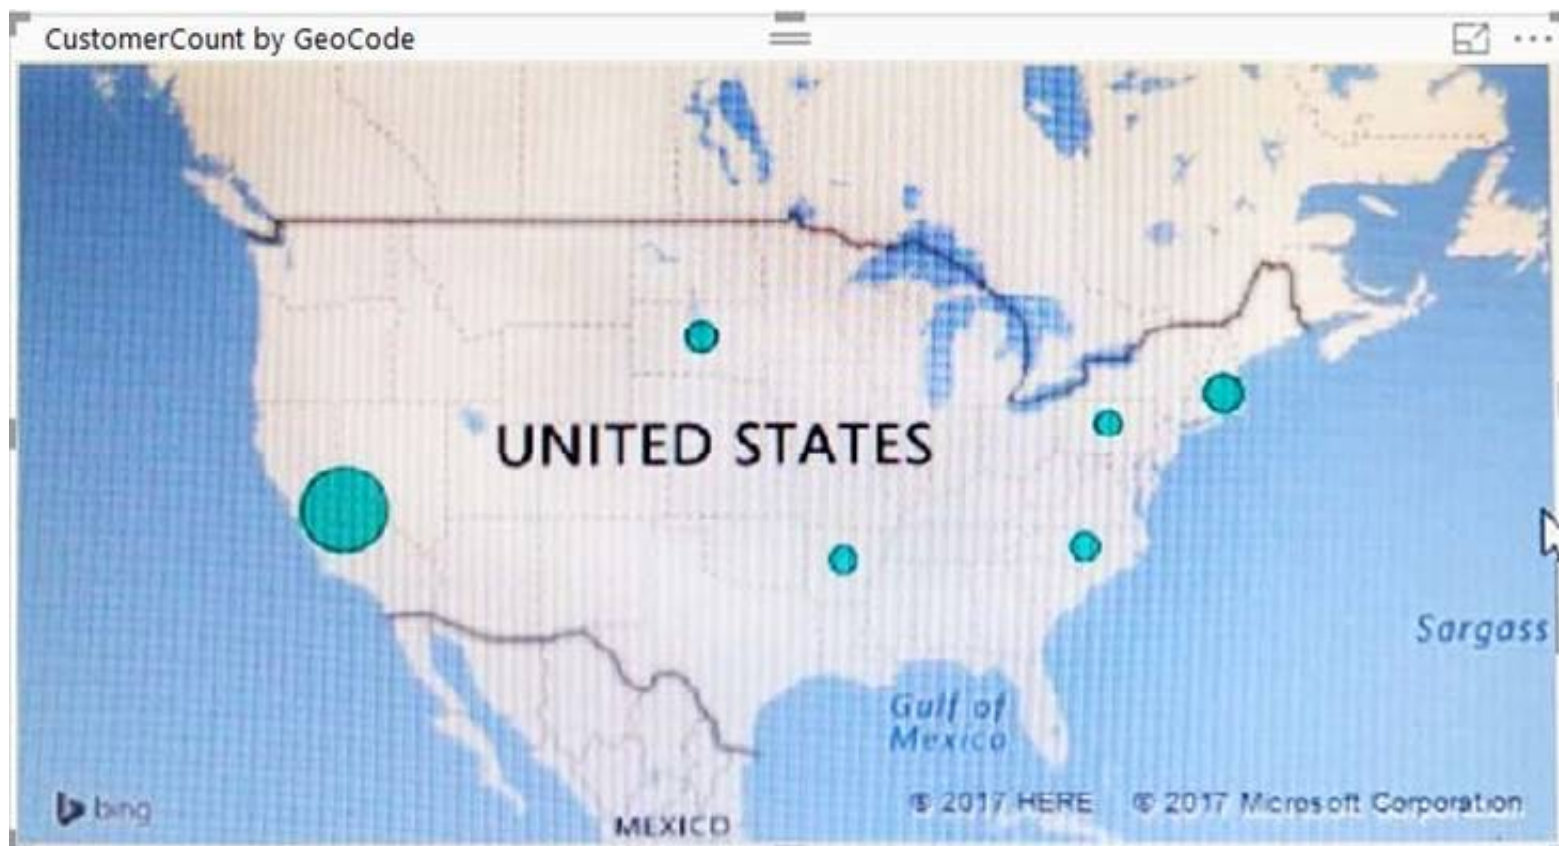 CustomerCount by GeoCode
UNITED STATES
Sargass
Gulf of
Mexico
bing
© 2017 HERE © 2017 Microsoft Corporation
MEXICO